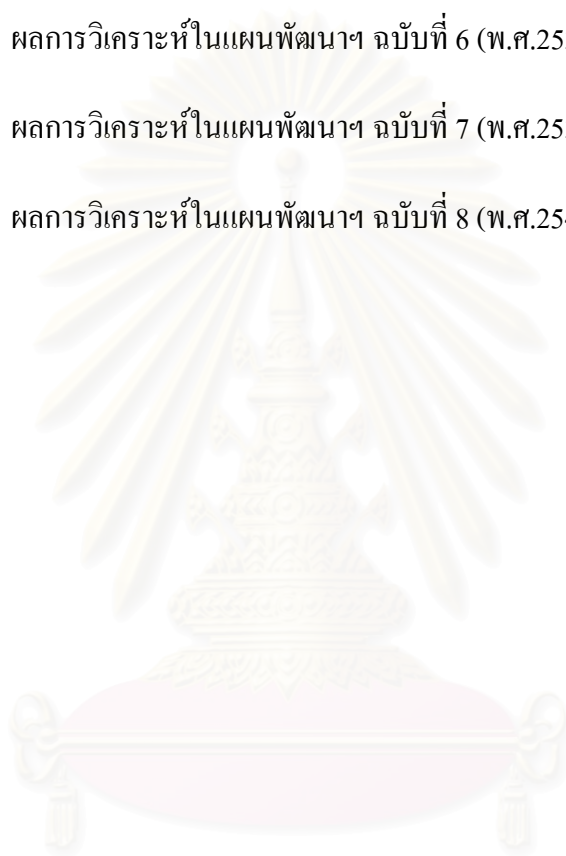 ผลการวิเคราะห์ในแผนพัฒนาฯ ฉบับที่ 6 (พ.ศ.25
ผลการวิเคราะห์ในแผนพัฒนาฯ ฉบับที่ 7 (พ.ศ.25
ผลการวิเคราะห์ในแผนพัฒนาฯ ฉบับที่ 8 (พ.ศ.25